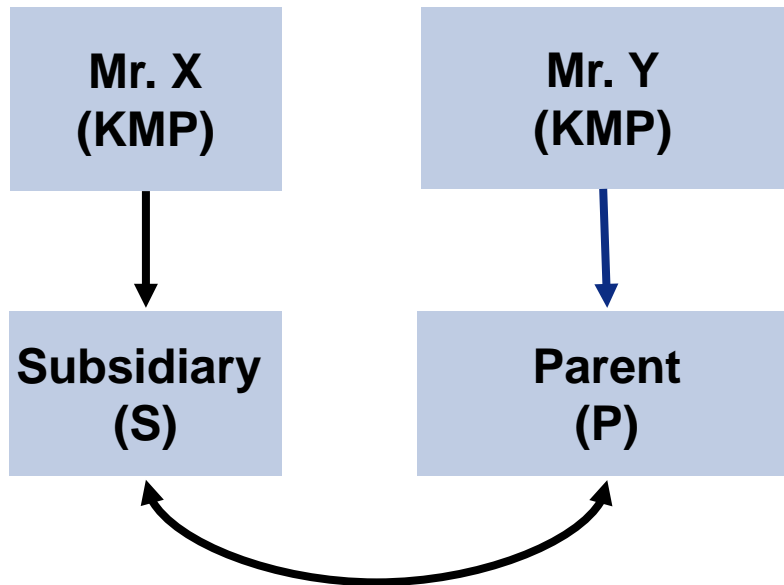 Mr. X
(KMP)
Mr. Y
(KMP)
Subsidiary
(S)
Parent
(P)